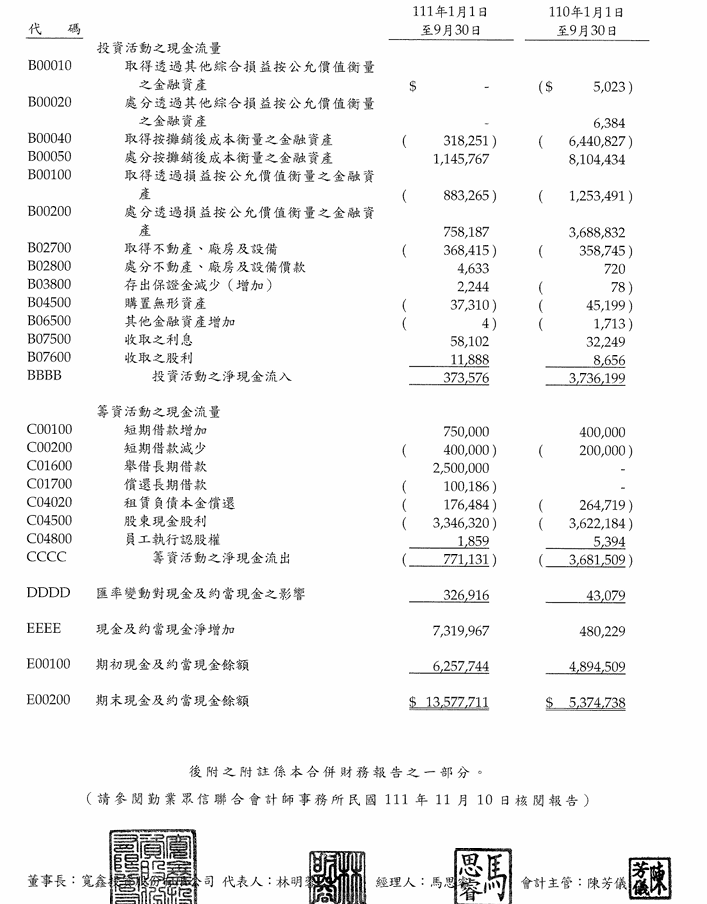 111年1月1日 110年1月1日
代 碼 至9月30日 至9月30日
投資活動之現金流量
B00010 取得透過其他綜合損益按公允價值衡量
之金融資產 $ - ($ 5,023)
B00020 處分透過其他綜合損益按公允價值衡量
之金融資產 - 6,384
B00040 取得按攤銷後成本衡量之金融資產 ( 318,251) ( 6,440,827)
B00050 處分按攤銷後成本衡量之金融資產 1,145,767 8,104,434
B00100 取得透過損益按公允價值衡量之金融資
產 ( 883,265) ( 1,253,491)
B00200 處分透過損益按公允價值衡量之金融資
產 758,187 3,688,832
B02700 取得不動產、廠房及設備 ( 368,415) ( 358,745)
B02800 處分不動產、廠房及設備價款 4,633 720
B03800 存出保證金減少(增加) 2,244 ( 78)
B04500 購置無形資產 ( 37,310) ( 45,199)
B06500 其他金融資產增加 ( 4) ( 1,713)
B07500 收取之利息 58,102 32,249
B07600 收取之股利 11,888 8,656
BBBB 投資活動之淨現金流入 373,576 3,736,199
籌資活動之現金流量
C00100 短期借款增加 750,000 400,000
C00200 短期借款減少 ( 400,000) ( 200,000)
C01600 舉借長期借款 2,500,000 -
C01700 償還長期借款 ( 100,186) -
C04020 租賃負債本金償還 ( 176,484) ( 264,719)
C04500 股東現金股利 ( 3,346,320) ( 3,622,184)
C04800 員工執行認股權 1,859 5,394
CCCC 籌資活動之淨現金流出 ( 771,131) ( 3,681,509)
DDDD 匯率變動對現金及約當現金之影響 326,916 43,079
EEEE 現金及約當現金淨增加 7,319,967 480,229
E00100 期初現金及約當現金餘額 6,257,744 4,894,509
E00200 期末現金及約當現金餘額 $ 13,577,711 $ 5,374,738
後附之附註係本合併財務報告之一部分。
(請參閱勤業眾信聯合會計師事務所民國 111 年 11 月 10 日核閱報告)
董事長:寬鑫 公司 代表人:林明 經理人:馬思睿 會計主管:陳芳儀
馬思睿
陳芳儀